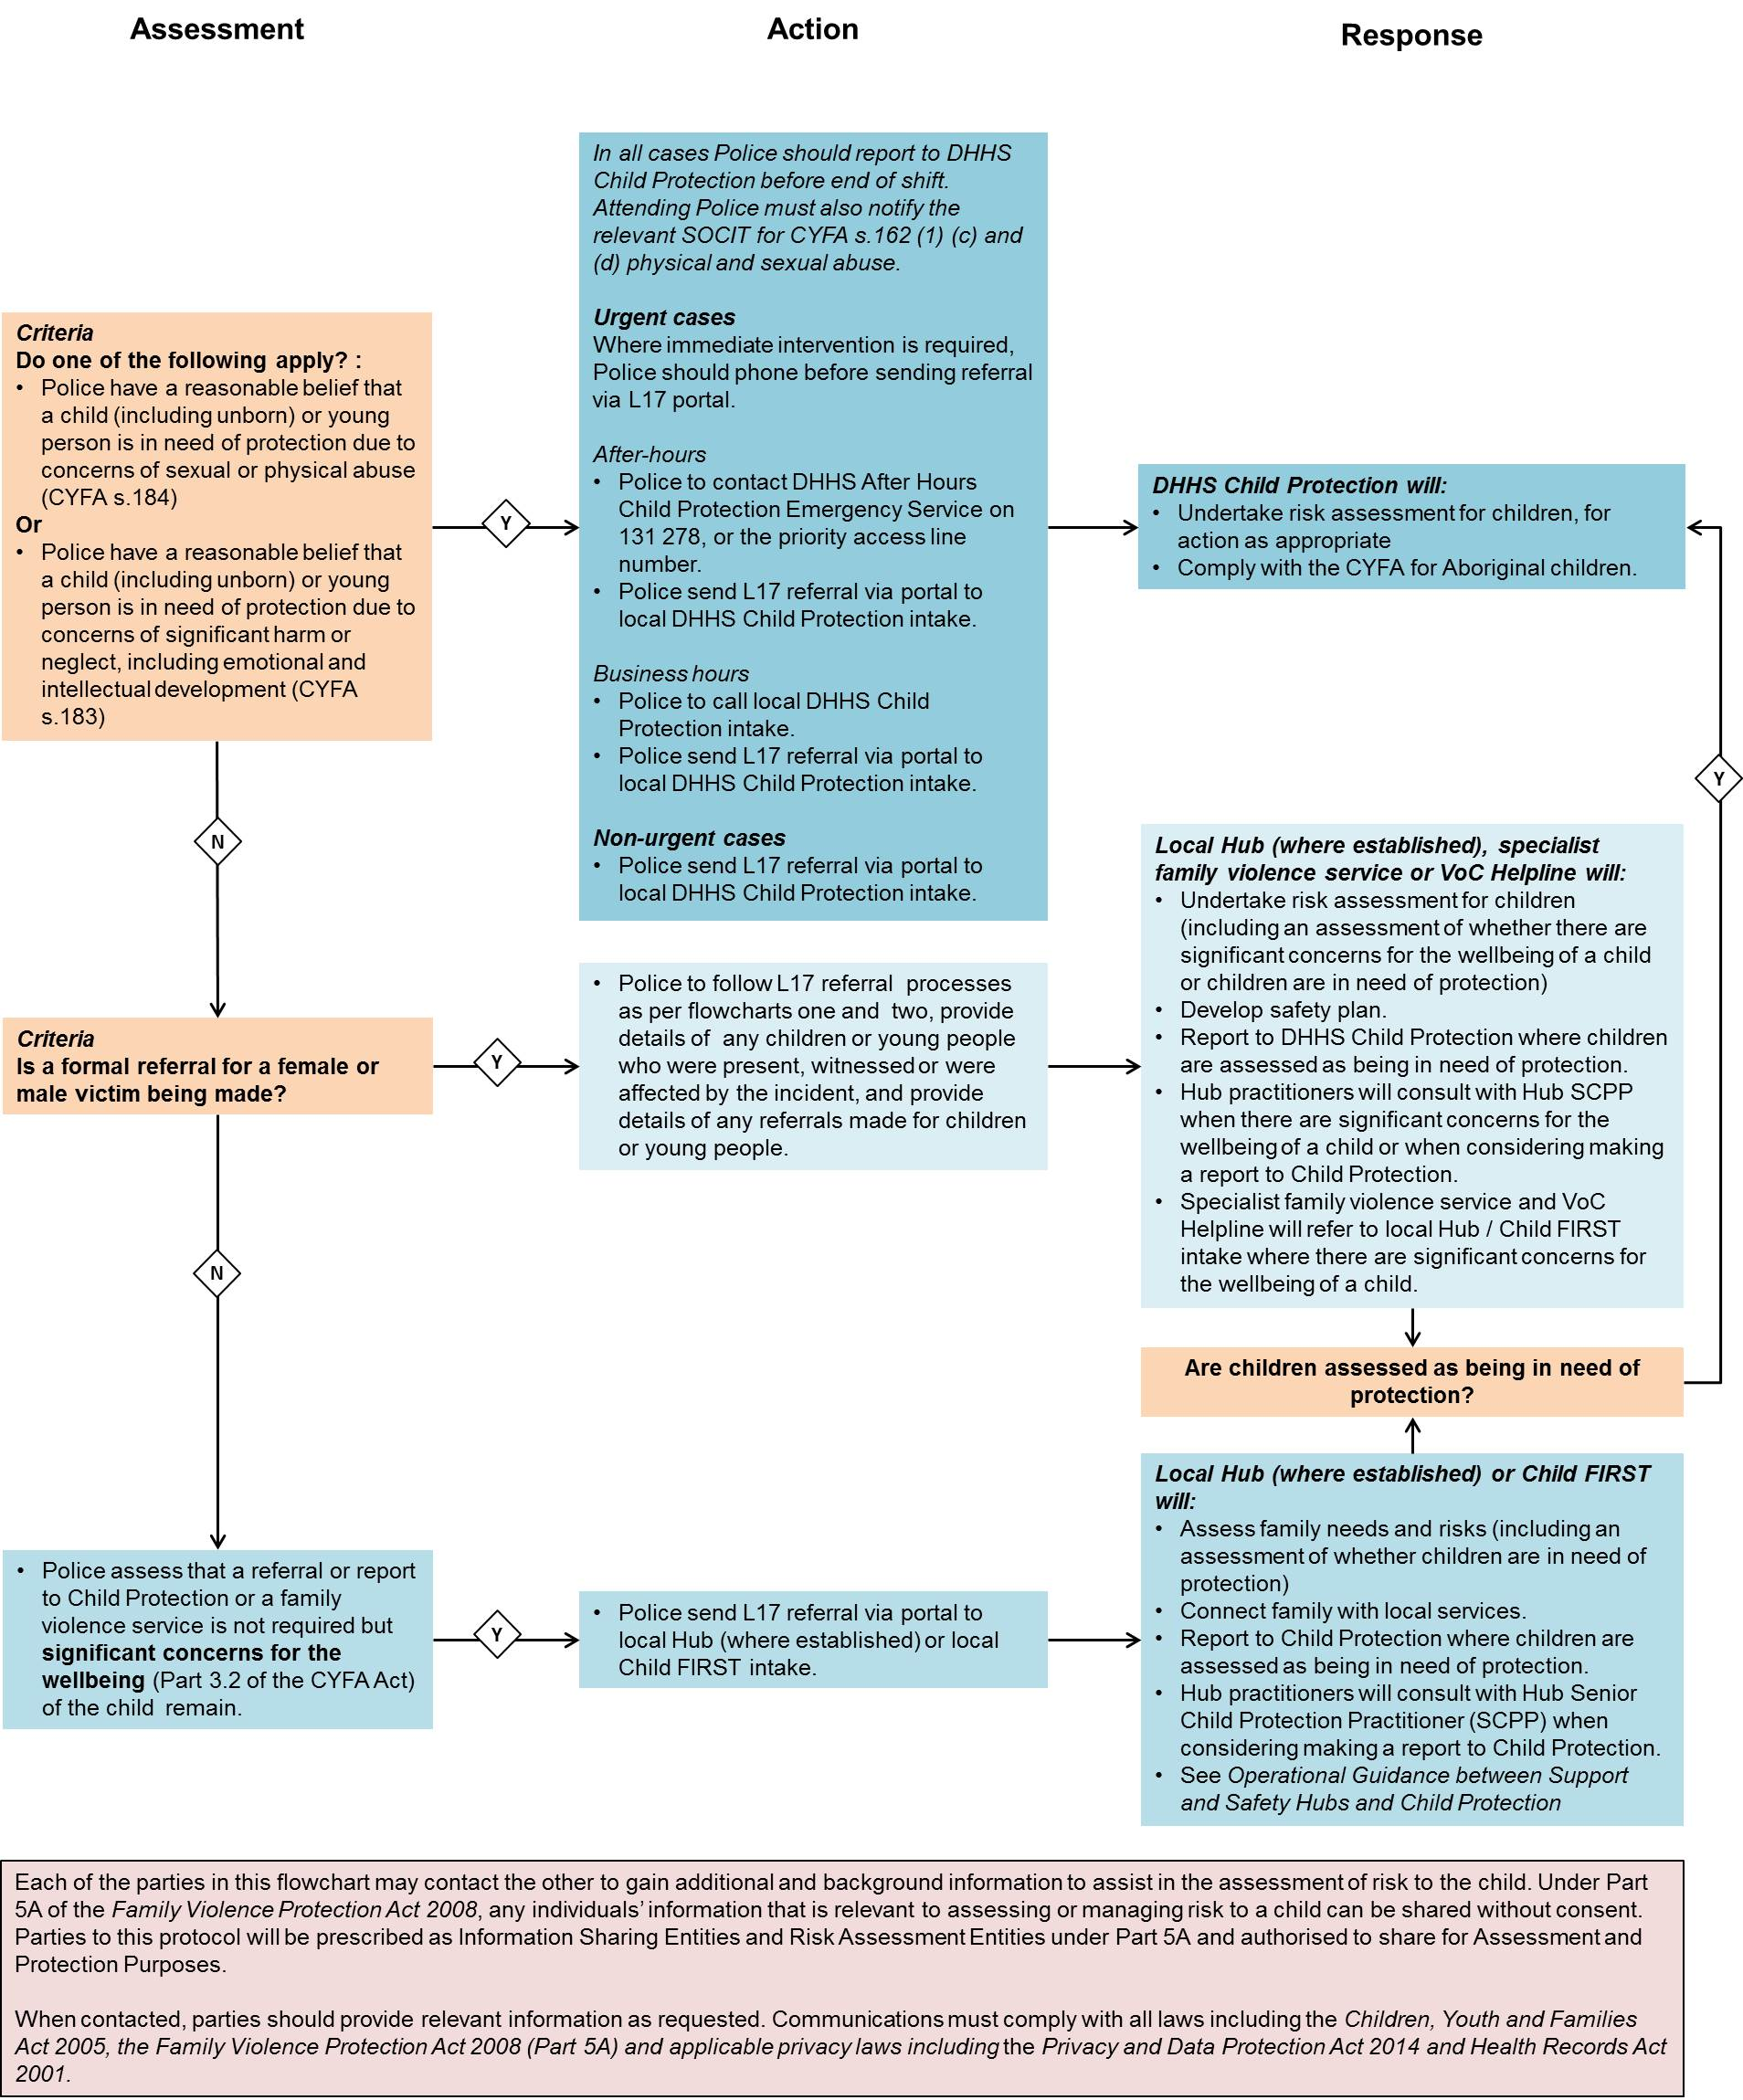 Assessment
Action
Response
In all cases Police should report to DHHS
Child Protection before end of shift.
Attending Police must also notify the
relevant SOCIT for CYFA s.162 (1) (c) and
(d) physical and sexual abuse.
Urgent cases
Where immediate intervention is required,
Police should phone before sending referral
via L17 portal.
After-hours
• Police to contact DHHS After Hours
Child Protection Emergency Service on
131 278, or the priority access line
number.
• Police send L17 referral via portal to
local DHHS Child Protection intake.
Business hours
• Police to call local DHHS Child
Protection intake.
• Police send L17 referral via portal to
local DHHS Child Protection intake.
Non-urgent cases
• Police send L17 referral via portal to
local DHHS Child Protection intake.
Criteria
Do one of the following apply? :
• Police have a reasonable belief that
a child (including unborn) or young
person is in need of protection due to
concerns of sexual or physical abuse
(CYFA s.184)
Or
• Police have a reasonable belief that
a child (including unborn) or young
person is in need of protection due to
concerns of significant harm or
neglect, including emotional and
intellectual development (CYFA
s.183)
Y
DHHS Child Protection will:
• Undertake risk assessment for children, for
action as appropriate
• Comply with the CYFA for Aboriginal children.
Y
N
Local Hub (where established), specialist
family violence service or VoC Helpline will:
• Undertake risk assessment for children
(including an assessment of whether there are
significant concerns for the wellbeing of a child
or children are in need of protection)
• Develop safety plan.
• Report to DHHS Child Protection where children
are assessed as being in need of protection.
• Hub practitioners will consult with Hub SCPP
when there are significant concerns for the
wellbeing of a child or when considering making
a report to Child Protection.
• Specialist family violence service and VoC
Helpline will refer to local Hub / Child FIRST
intake where there are significant concerns for
the wellbeing of a child.
Criteria
Is a formal referral for a female or
male victim being made?
Y
• Police to follow L17 referral processes
as per flowcharts one and two, provide
details of any children or young people
who were present, witnessed or were
affected by the incident, and provide
details of any referrals made for children
or young people.
N
Are children assessed as being in need of
protection?
• Police assess that a referral or report
to Child Protection or a family
violence service is not required but
significant concerns for the
wellbeing (Part 3.2 of the CYFA Act)
of the child remain.
Y
• Police send L17 referral via portal to
local Hub (where established) or local
Child FIRST intake.
Local Hub (where established) or Child FIRST
will:
• Assess family needs and risks (including an
assessment of whether children are in need of
protection)
• Connect family with local services.
• Report to Child Protection where children are
assessed as being in need of protection.
• Hub practitioners will consult with Hub Senior
Child Protection Practitioner (SCPP) when
considering making a report to Child Protection.
• See Operational Guidance between Support
and Safety Hubs and Child Protection
Each of the parties in this flowchart may contact the other to gain additional and background information to assist in the assessment of risk to the child. Under Part
5A of the Family Violence Protection Act 2008, any individuals’ information that is relevant to assessing or managing risk to a child can be shared without consent.
Parties to this protocol will be prescribed as Information Sharing Entities and Risk Assessment Entities under Part 5A and authorised to share for Assessment and
Protection Purposes.
When contacted, parties should provide relevant information as requested. Communications must comply with all laws including the Children, Youth and Families
Act 2005, the Family Violence Protection Act 2008 (Part 5A) and applicable privacy laws including the Privacy and Data Protection Act 2014 and Health Records Act
2001.